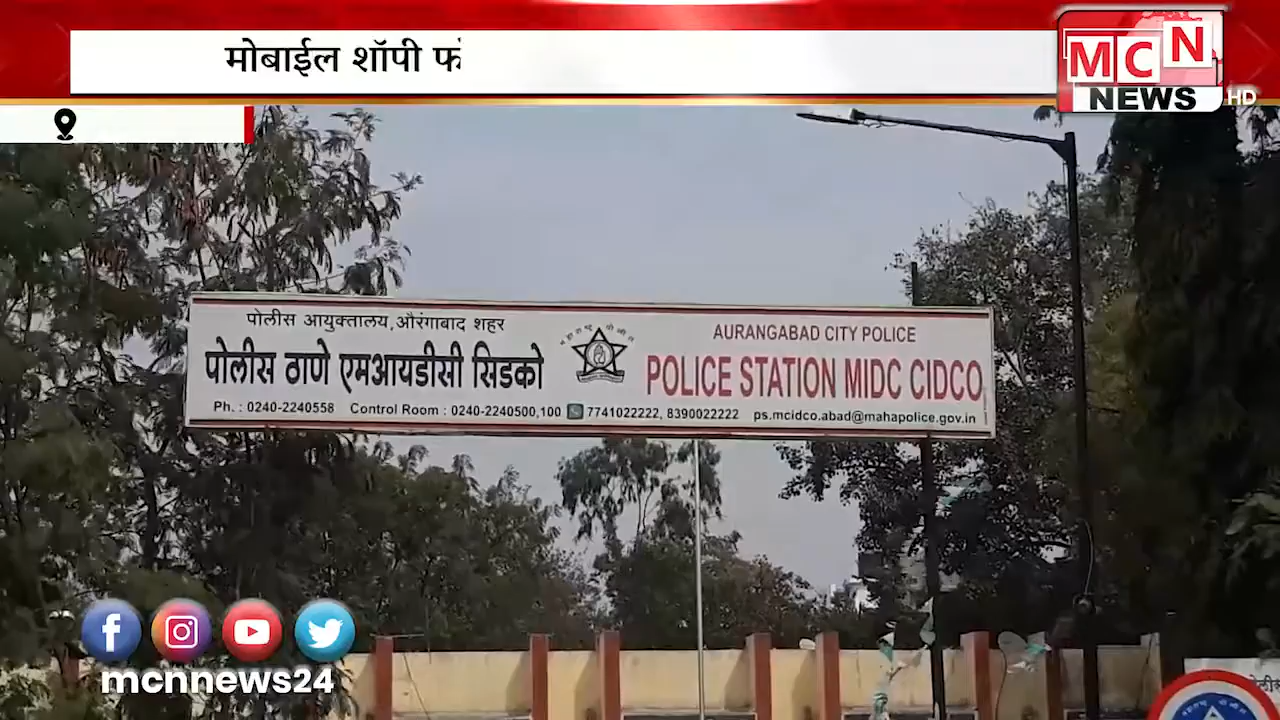 मोबाईल शॉपी फो
MCN
NEWS HD
पोलीस आयुक्तालय,औरंगाबाद शहर
पोलीस ठाणे एमआयडीसी सिडको
महाराष्ट्र पोलीस
AURANGABAD CITY POLICE
POLICE STATION MIDC CIDCO
Ph. : 0240-2240558 Control Room : 0240-2240500,100 7741022222, 8390022222 ps.mcidco.abad@mahapolice.gov.in
mcnnews24